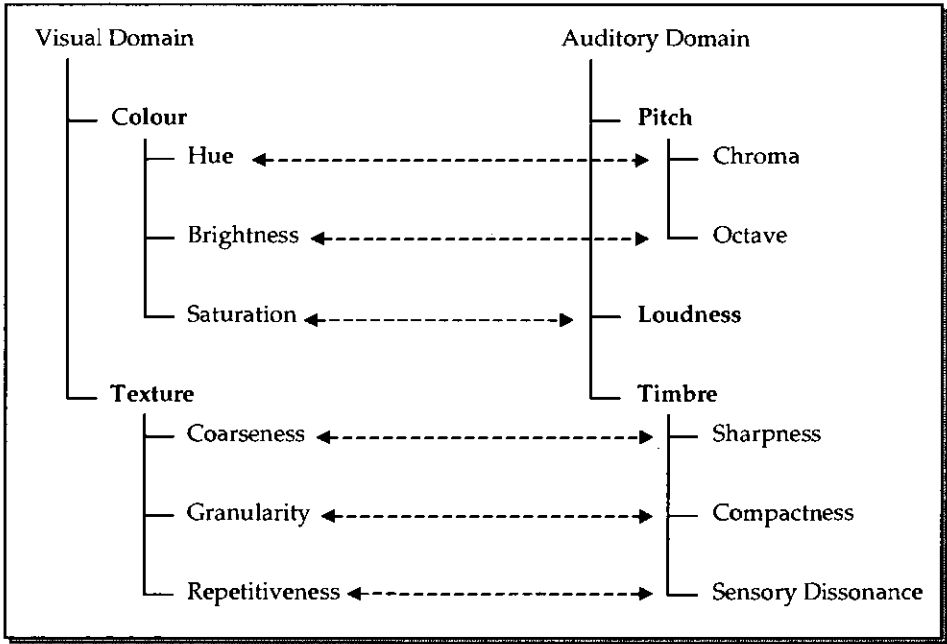 Visual Domain
Auditory Domain
Colour
Pitch
Hue
Chroma
Brightness
Octave
Saturation
Loudness
Texture
Timbre
Coarseness
Sharpness
Granularity
Compactness
Repetitiveness
Sensory Dissonance